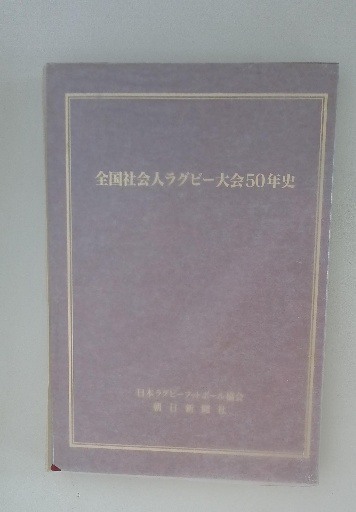 全国社会人ラグビー大会50年史
日本ラグビーフットボール協会
朝日新聞社